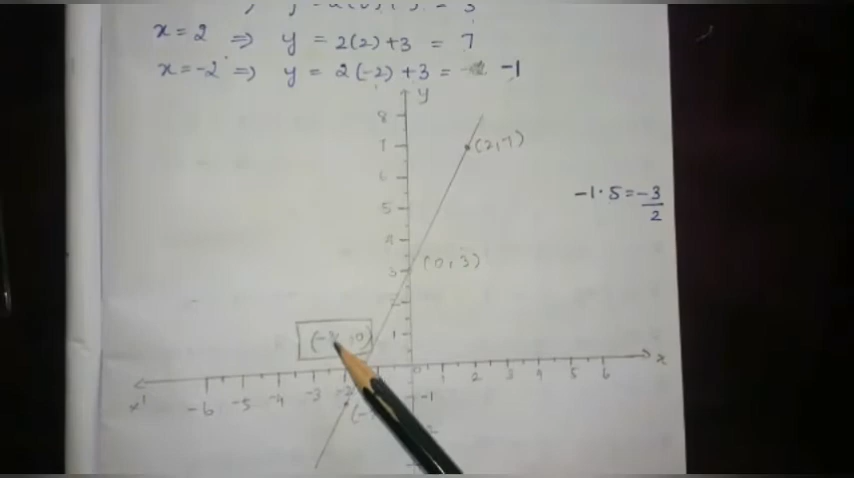 x = 2 ⇒ y = 2(2)+3 = 7
x = -2 ⇒ y = 2(-2)+3 = -1
y
8
7
(2,7)
6
-1.5 = -3/2
5
4
(0,3)
3
2
1
x' -6 -5 -4 -3 -2 0 1 2 3 4 5 6 x
-1